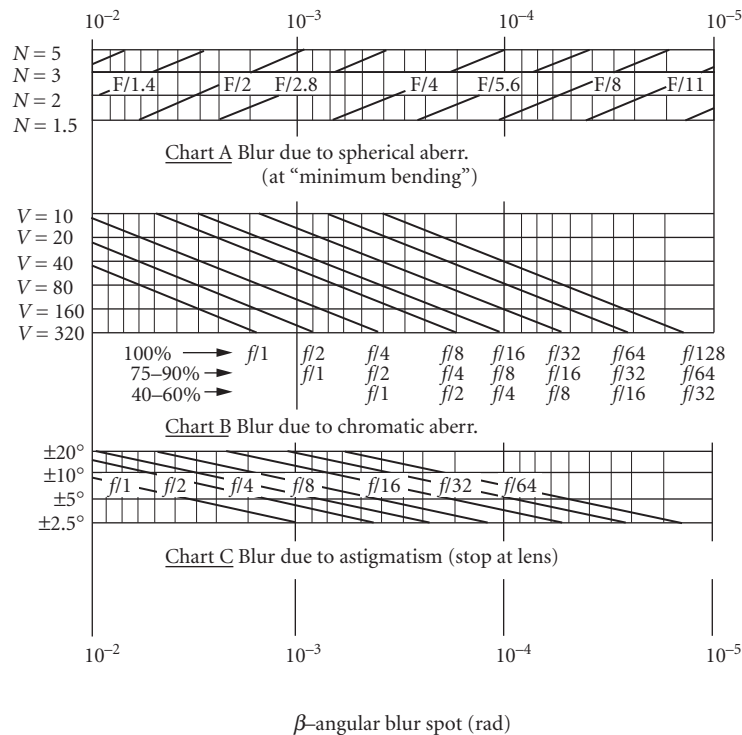 10⁻² 10⁻³ 10⁻⁴ 10⁻⁵
N = 5
N = 3
F/1.4 F/2 F/2.8 F/4 F/5.6 F/8 F/11
N = 2
N = 1.5
Chart A Blur due to spherical aberr.
(at “minimum bending”)
V = 10
V = 20
V = 40
V = 80
V = 160
V = 320
100% f/1 f/2 f/4 f/8 f/16 f/32 f/64 f/128
75–90% f/1 f/2 f/4 f/8 f/16 f/32 f/64
40–60% f/1 f/2 f/4 f/8 f/16 f/32
Chart B Blur due to chromatic aberr.
±20°
±10°
f/1 f/2 f/4 f/8 f/16 f/32 f/64
±5°
±2.5°
Chart C Blur due to astigmatism (stop at lens)
10⁻² 10⁻³ 10⁻⁴ 10⁻⁵
β–angular blur spot (rad)